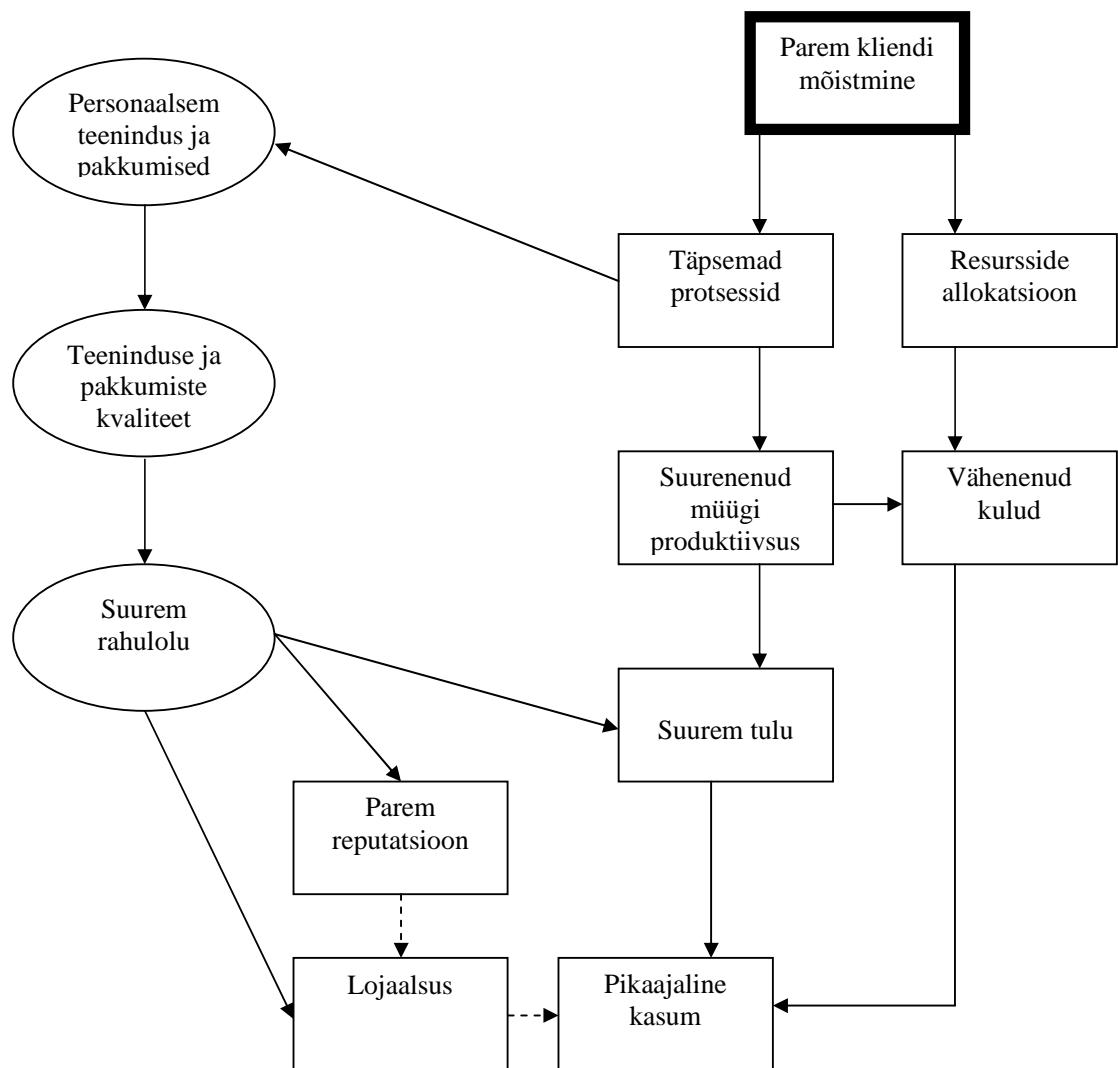 Parem kliendi
mõistmine
Personaalsem
teenindus ja
pakkumised
Täpsemad
protsessid
Resursside
allokatsioon
Teeninduse ja
pakkumiste
kvaliteet
Suurenenud
müügi
produktiivsus
Vähenenud
kulud
Suurem
rahulolu
Suurem tulu
Parem
reputatsioon
Lojaalsus
Pikaajaline
kasum